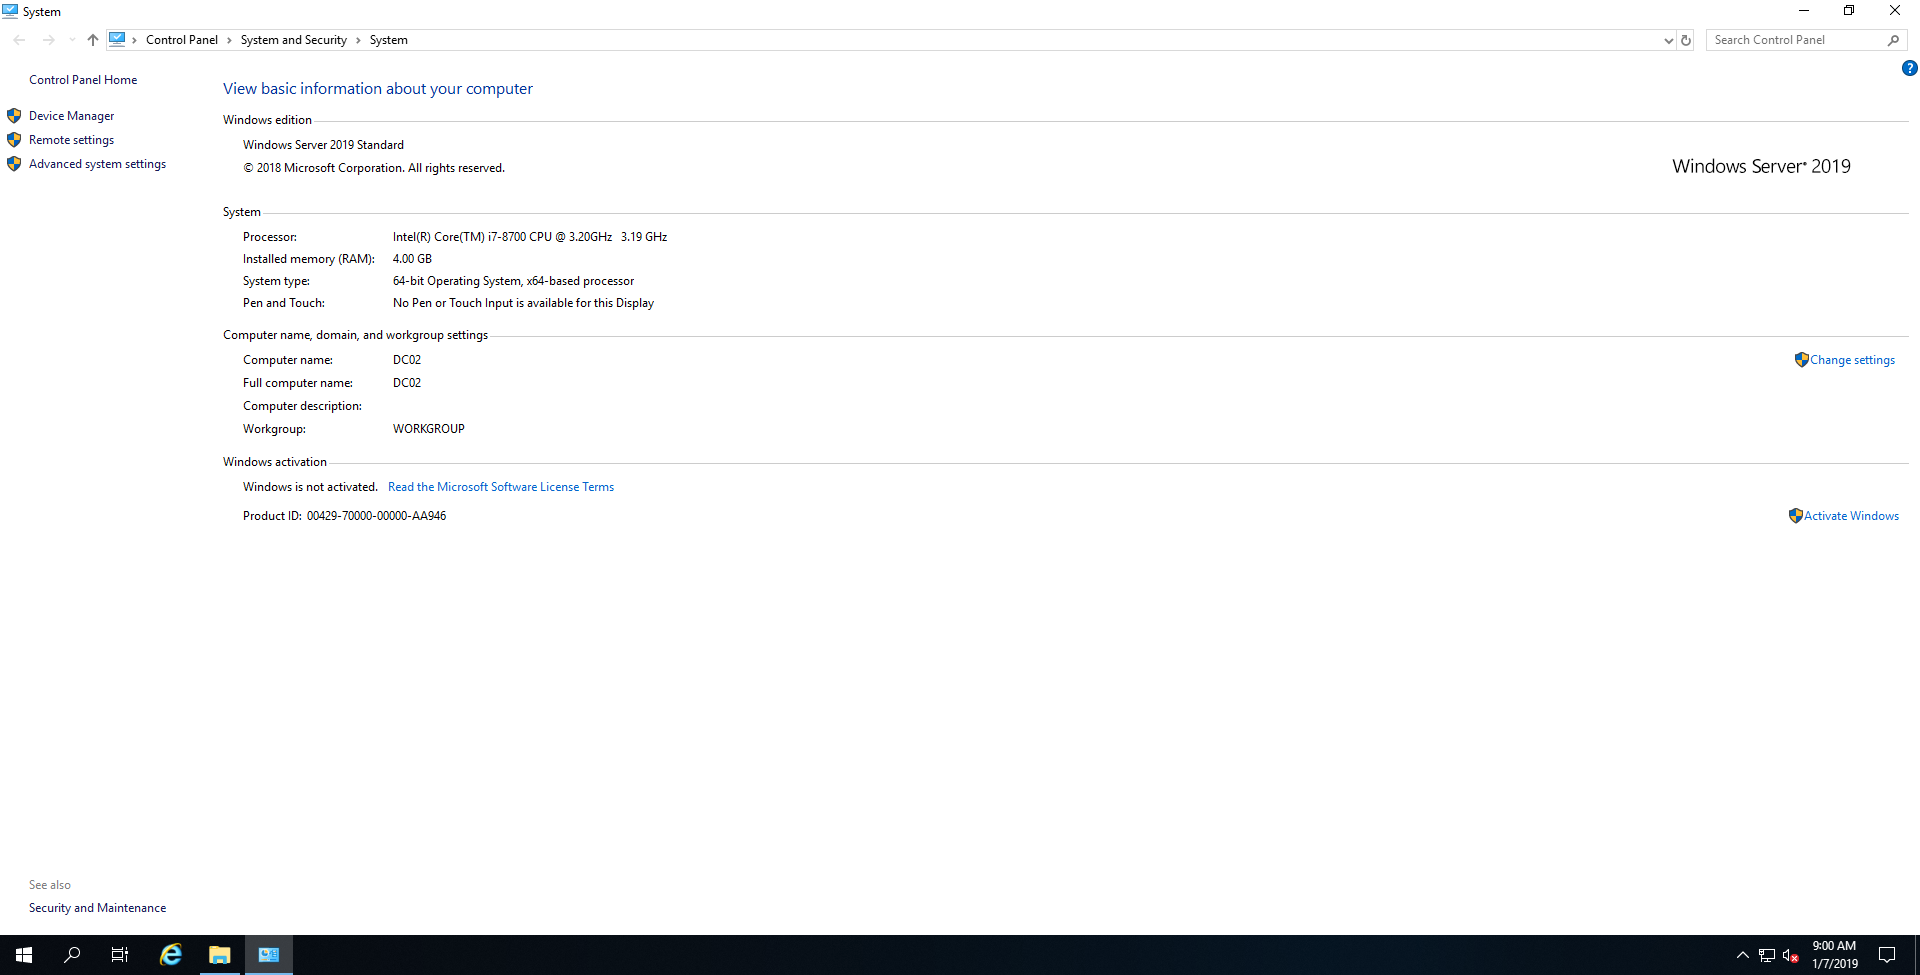 System
Control Panel > System and Security > System
Search Control Panel
Control Panel Home
Device Manager
Remote settings
Advanced system settings
View basic information about your computer
Windows edition
Windows Server 2019 Standard
© 2018 Microsoft Corporation. All rights reserved.
Windows Server® 2019
System
Processor: Intel(R) Core(TM) i7-8700 CPU @ 3.20GHz 3.19 GHz
Installed memory (RAM): 4.00 GB
System type: 64-bit Operating System, x64-based processor
Pen and Touch: No Pen or Touch Input is available for this Display
Computer name, domain, and workgroup settings
Computer name: DC02
Change settings
Full computer name: DC02
Computer description:
Workgroup: WORKGROUP
Windows activation
Windows is not activated. Read the Microsoft Software License Terms
Product ID: 00429-70000-00000-AA946
Activate Windows
See also
Security and Maintenance
9:00 AM
1/7/2019